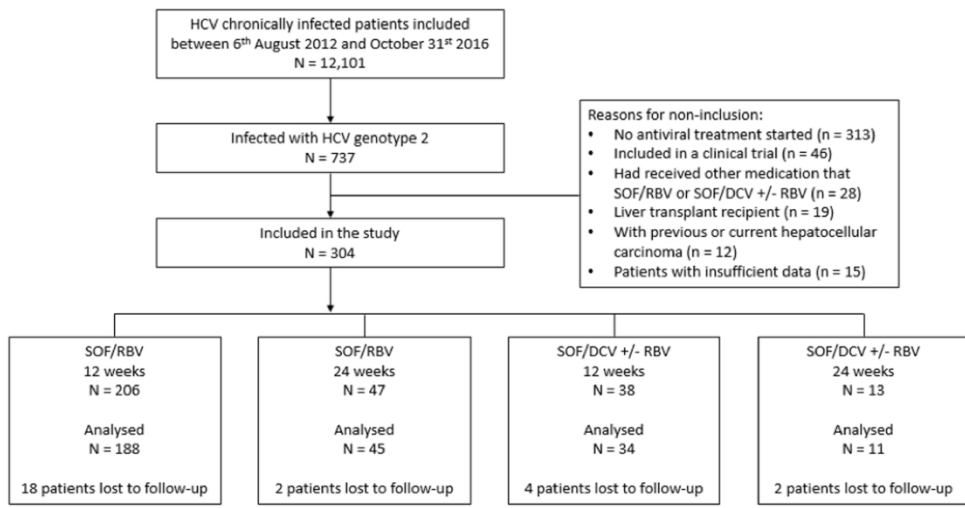 HCV chronically infected patients included
between 6th August 2012 and October 31st 2016
N = 12,101
Infected with HCV genotype 2
N = 737
Reasons for non-inclusion:
• No antiviral treatment started (n = 313)
• Included in a clinical trial (n = 46)
• Had received other medication that
SOF/RBV or SOF/DCV +/- RBV (n = 28)
• Liver transplant recipient (n = 19)
• With previous or current hepatocellular
carcinoma (n = 12)
• Patients with insufficient data (n = 15)
Included in the study
N = 304
SOF/RBV
12 weeks
N = 206
Analysed
N = 188
18 patients lost to follow-up
SOF/RBV
24 weeks
N = 47
Analysed
N = 45
2 patients lost to follow-up
SOF/DCV +/- RBV
12 weeks
N = 38
Analysed
N = 34
4 patients lost to follow-up
SOF/DCV +/- RBV
24 weeks
N = 13
Analysed
N = 11
2 patients lost to follow-up